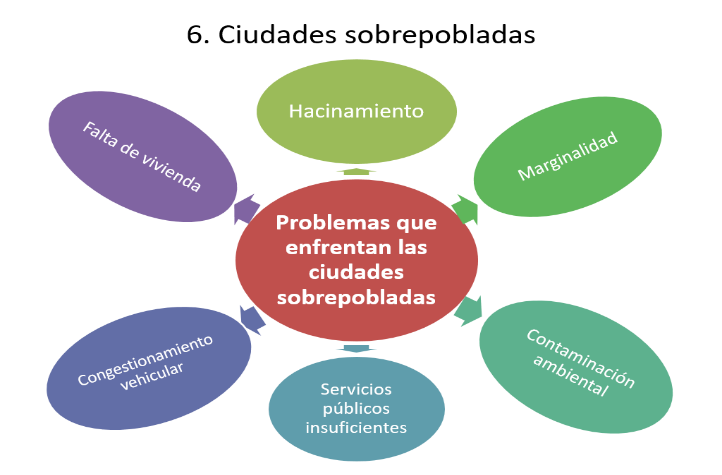 6. Ciudades sobrepobladas
Hacinamiento
Falta de vivienda
Marginalidad
Problemas que
enfrentan las
ciudades
sobrepobladas
Congestionamiento
vehicular
Contaminación
ambiental
Servicios
públicos
insuficientes